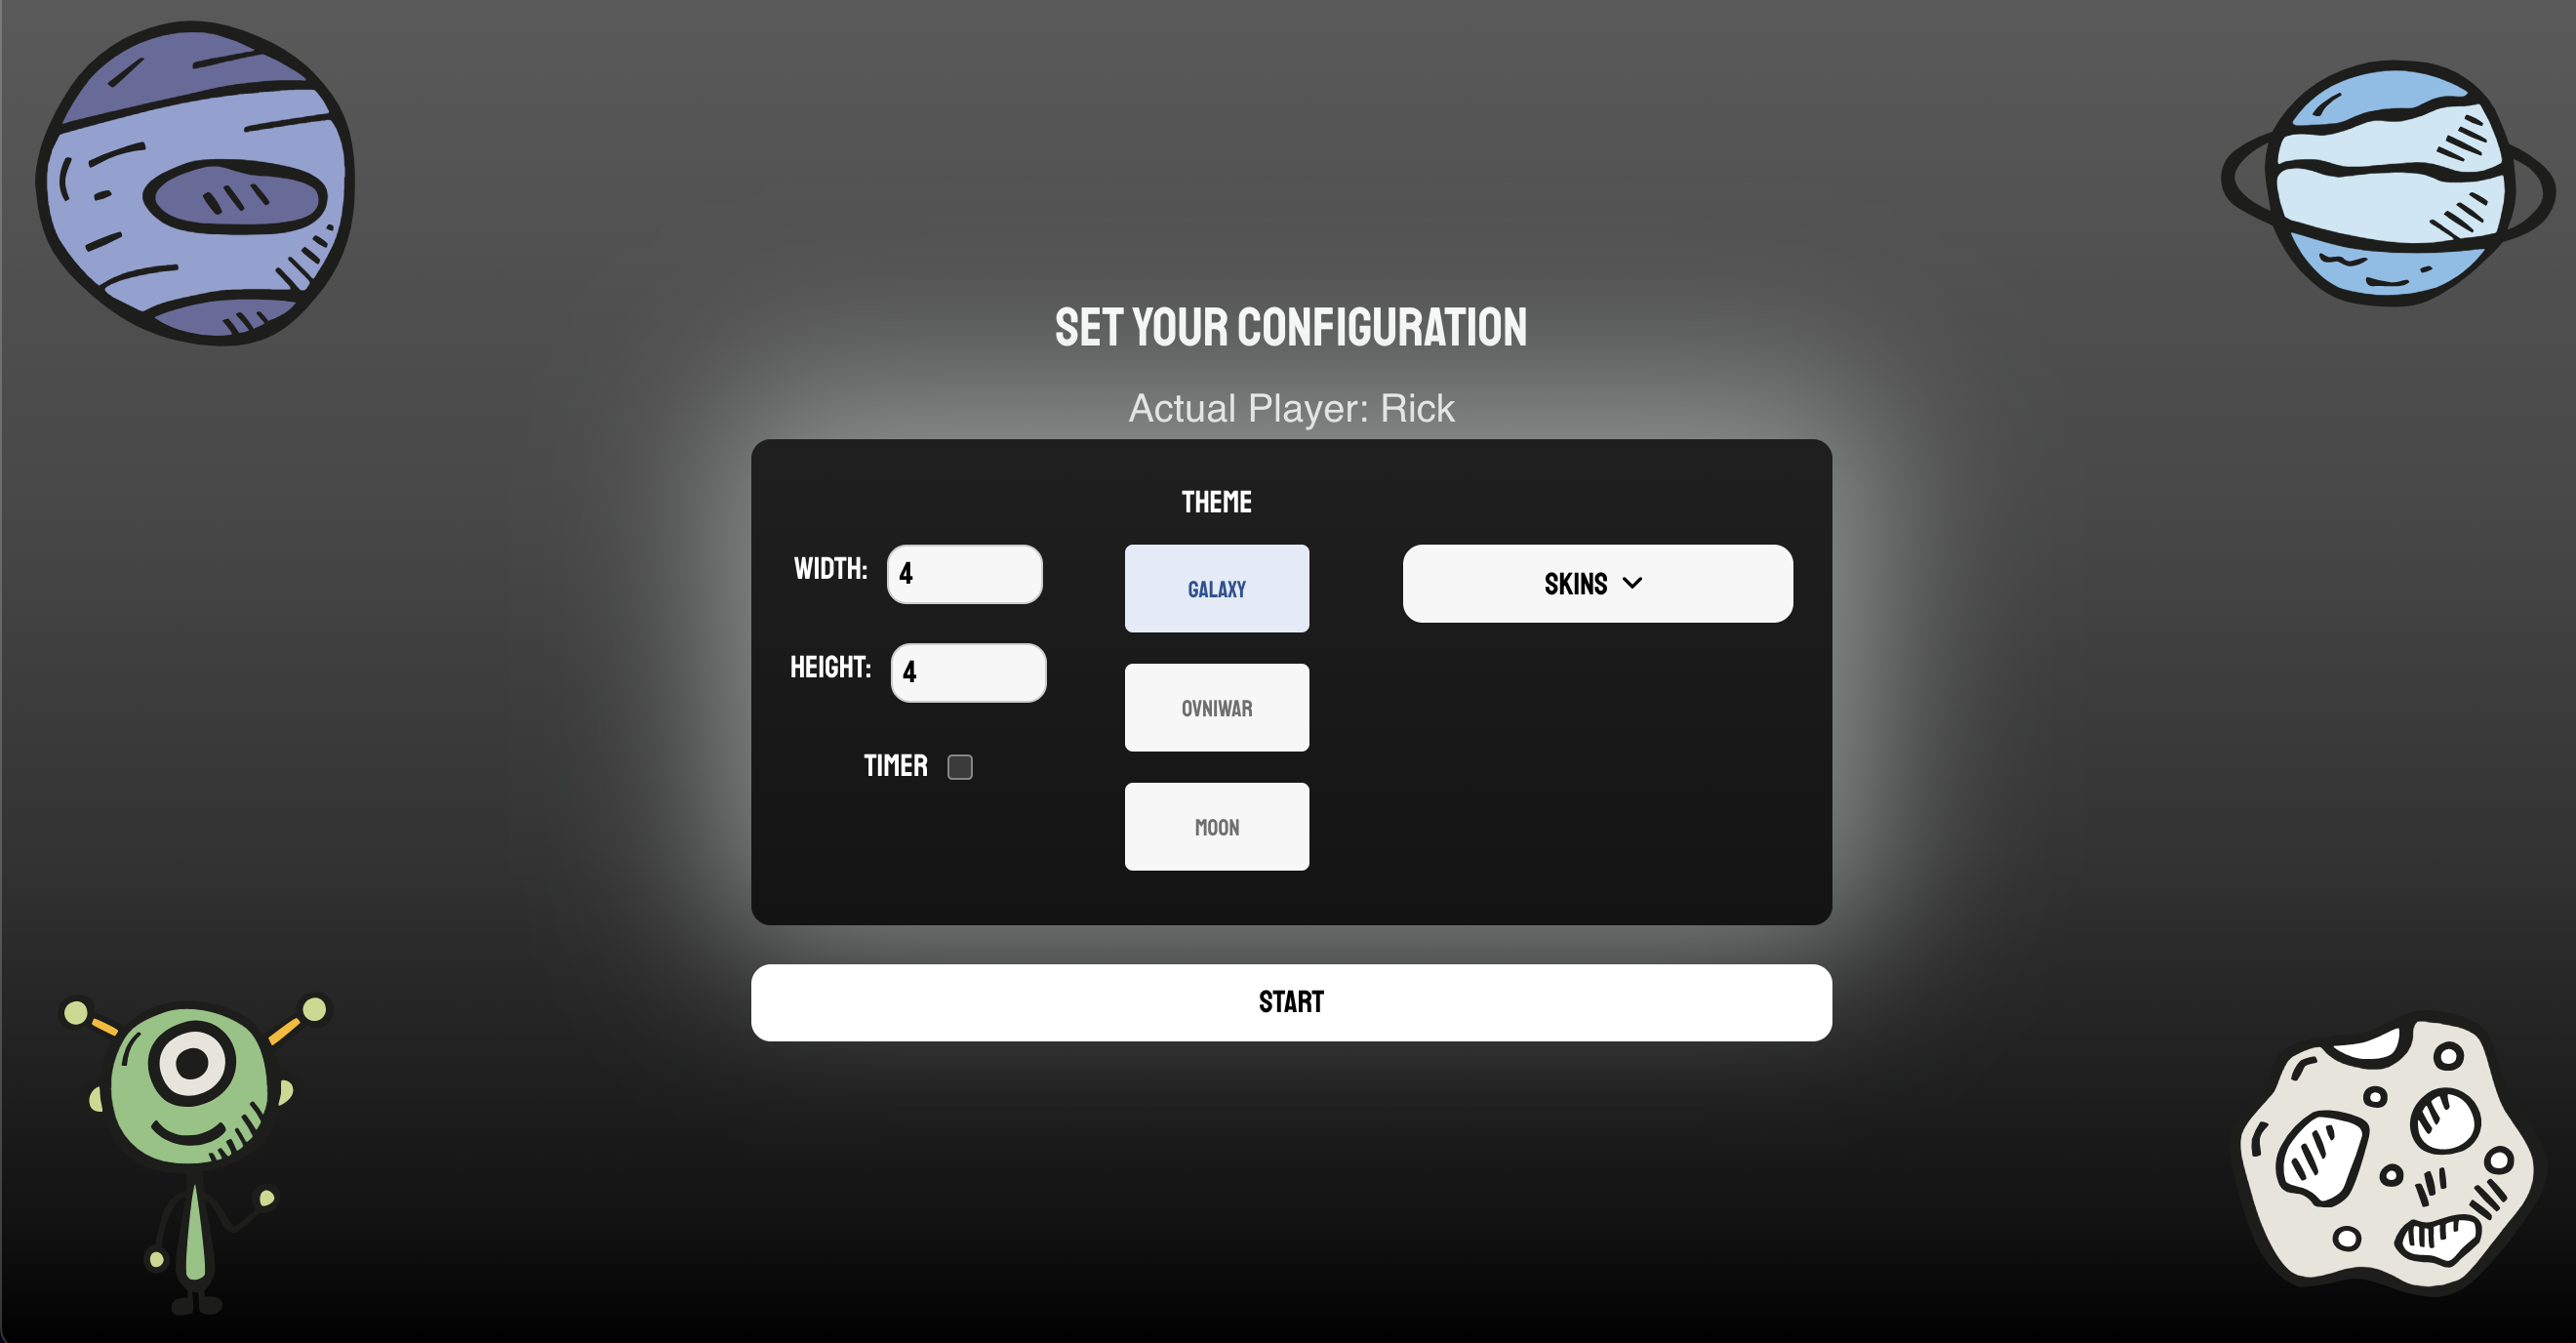 SET YOUR CONFIGURATION
Actual Player: Rick
THEME
WIDTH: 4
GALAXY
SKINS
HEIGHT: 4
OVNIWAR
TIMER
MOON
START